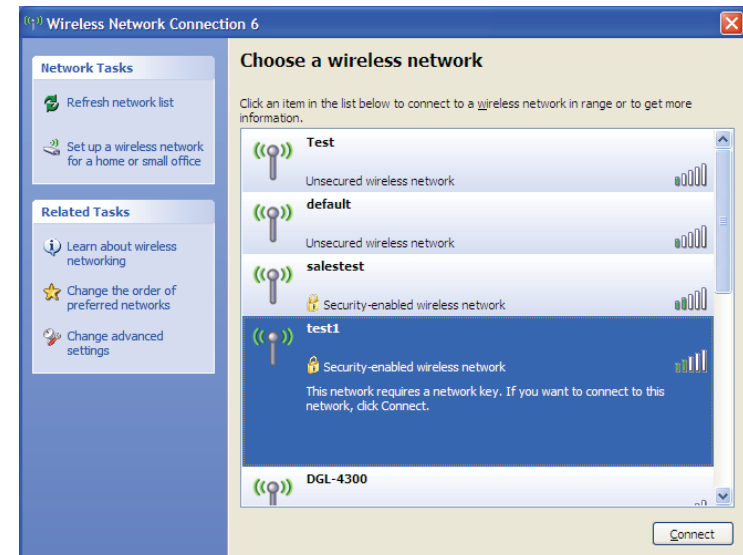 Wireless Network Connection 6
Network Tasks
Refresh network list
Set up a wireless network
for a home or small office
Related Tasks
Learn about wireless
networking
Change the order of
preferred networks
Change advanced
settings
Choose a wireless network
Click an item in the list below to connect to a wireless network in range or to get more
information.
Test
Unsecured wireless network
default
Unsecured wireless network
salestest
Security-enabled wireless network
test1
Security-enabled wireless network
This network requires a network key. If you want to connect to this
network, click Connect.
DGL-4300
Connect